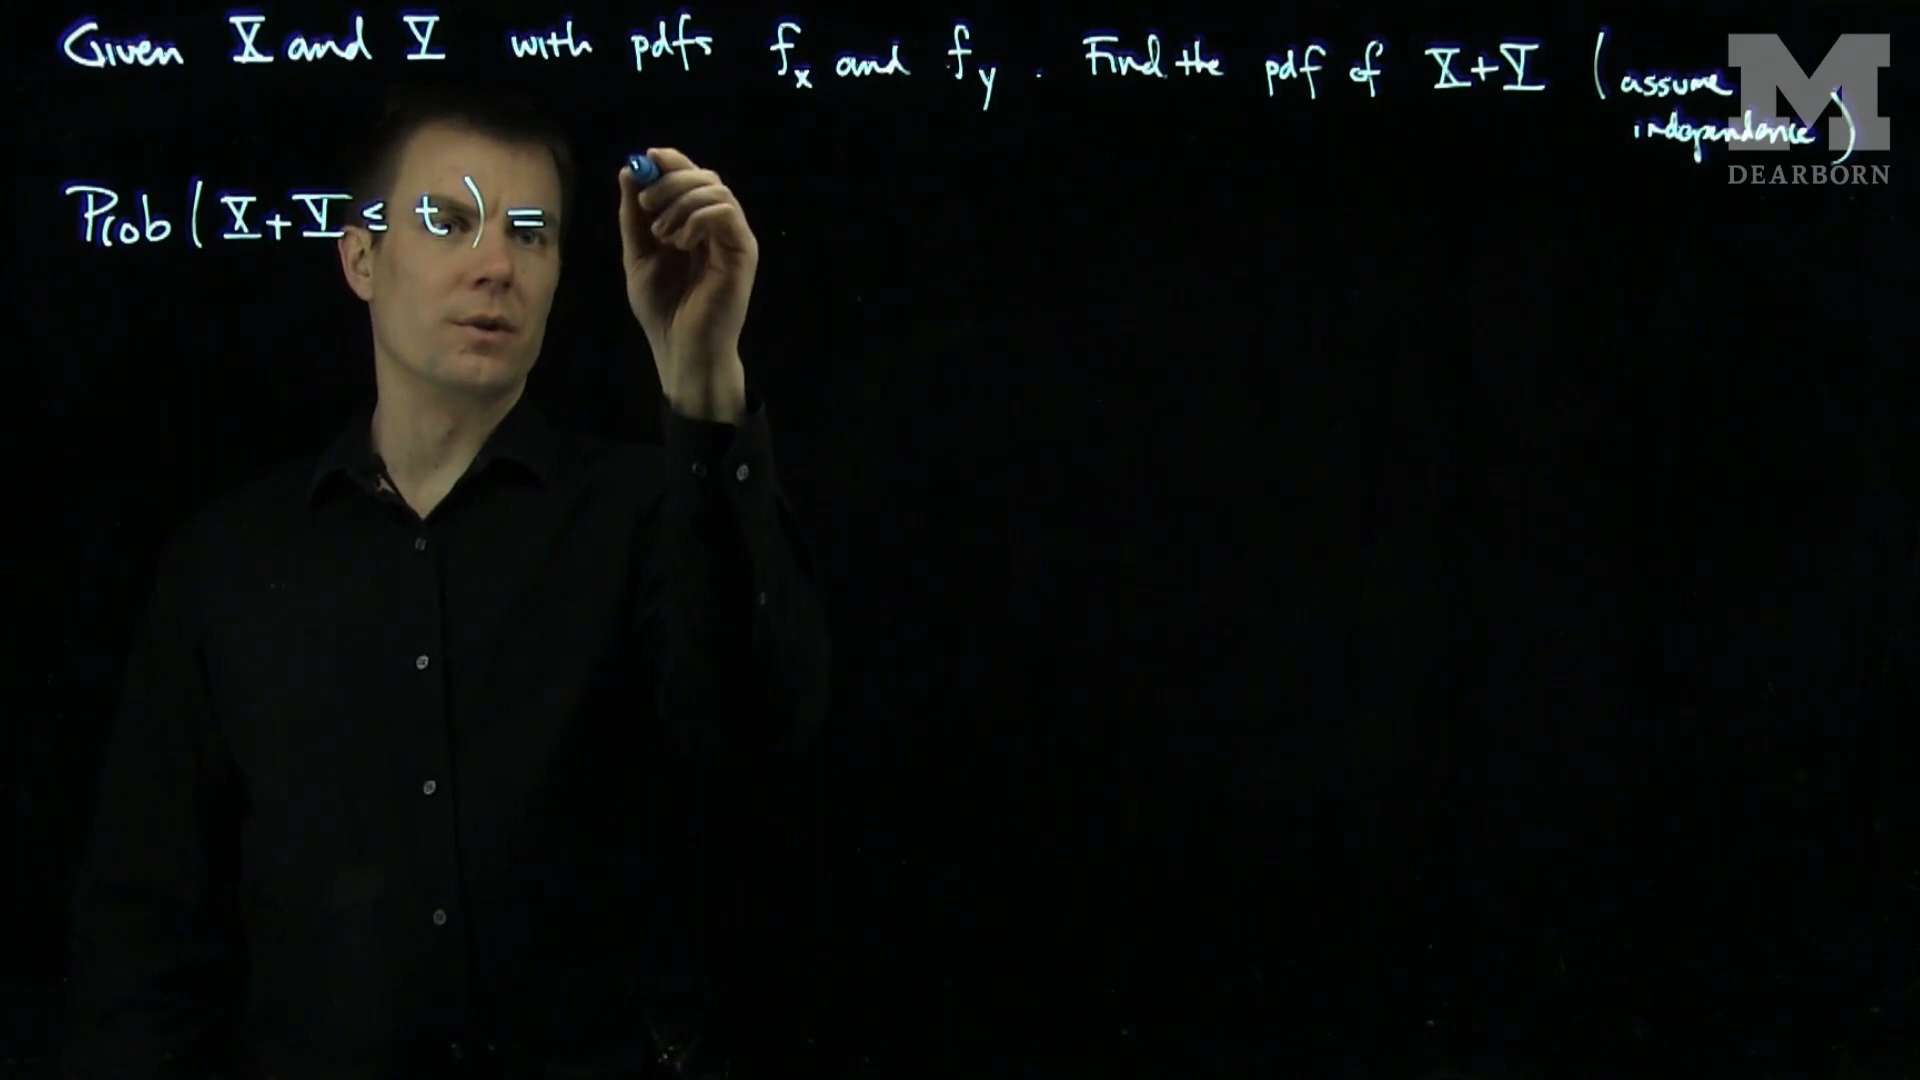 Given X and Y with pdfs f_x and f_y. Find the pdf of X+Y (assume
independence)
M
DEARBORN
Prob (X+Y ≤ t) =